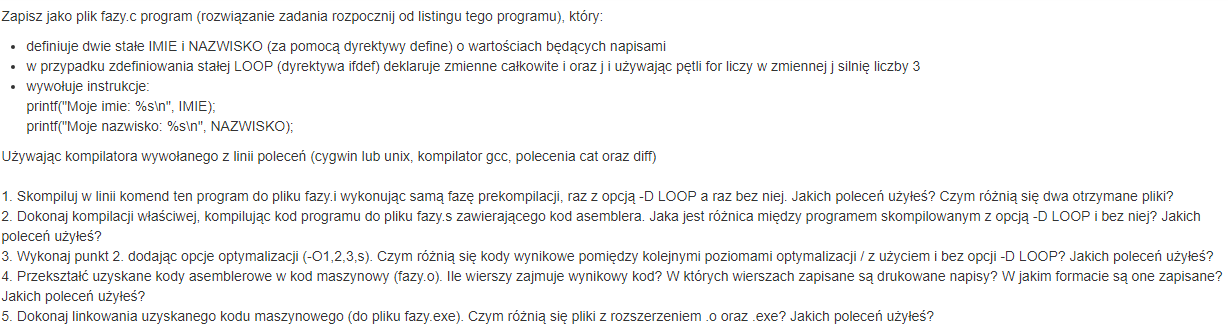 Zapisz jako plik fazy.c program (rozwiązanie zadania rozpocznij od listingu tego programu), który:
• definiuje dwie stałe IMIE i NAZWISKO (za pomocą dyrektywy define) o wartościach będących napisami
• w przypadku zdefiniowania stałej LOOP (dyrektywa ifdef) deklaruje zmienne całkowite i oraz j i używając pętli for liczy w zmiennej j silnię liczby 3
• wywołuje instrukcje:
printf("Moje imie: %s\n", IMIE);
printf("Moje nazwisko: %s\n", NAZWISKO);
Używając kompilatora wywołanego z linii poleceń (cygwin lub unix, kompilator gcc, polecenia cat oraz diff)
1. Skompiluj w linii komend ten program do pliku fazy.i wykonując samą fazę prekompilacji, raz z opcją -D LOOP a raz bez niej. Jakich poleceń użyłeś? Czym różnią się dwa otrzymane pliki?
2. Dokonaj kompilacji właściwej, kompilując kod programu do pliku fazy.s zawierającego kod asemblera. Jaka jest różnica między programem skompilowanym z opcją -D LOOP i bez niej? Jakich
poleceń użyłeś?
3. Wykonaj punkt 2. dodając opcje optymalizacji (-O1,2,3,s). Czym różnią się kody wynikowe pomiędzy kolejnymi poziomami optymalizacji / z użyciem i bez opcji -D LOOP? Jakich poleceń użyłeś?
4. Przekształć uzyskane kody asemblerowe w kod maszynowy (fazy.o). Ile wierszy zajmuje wynikowy kod? W których wierszach zapisane są drukowane napisy? W jakim formacie są one zapisane?
Jakich poleceń użyłeś?
5. Dokonaj linkowania uzyskanego kodu maszynowego (do pliku fazy.exe). Czym różnią się pliki z rozszerzeniem .o oraz .exe? Jakich poleceń użyłeś?